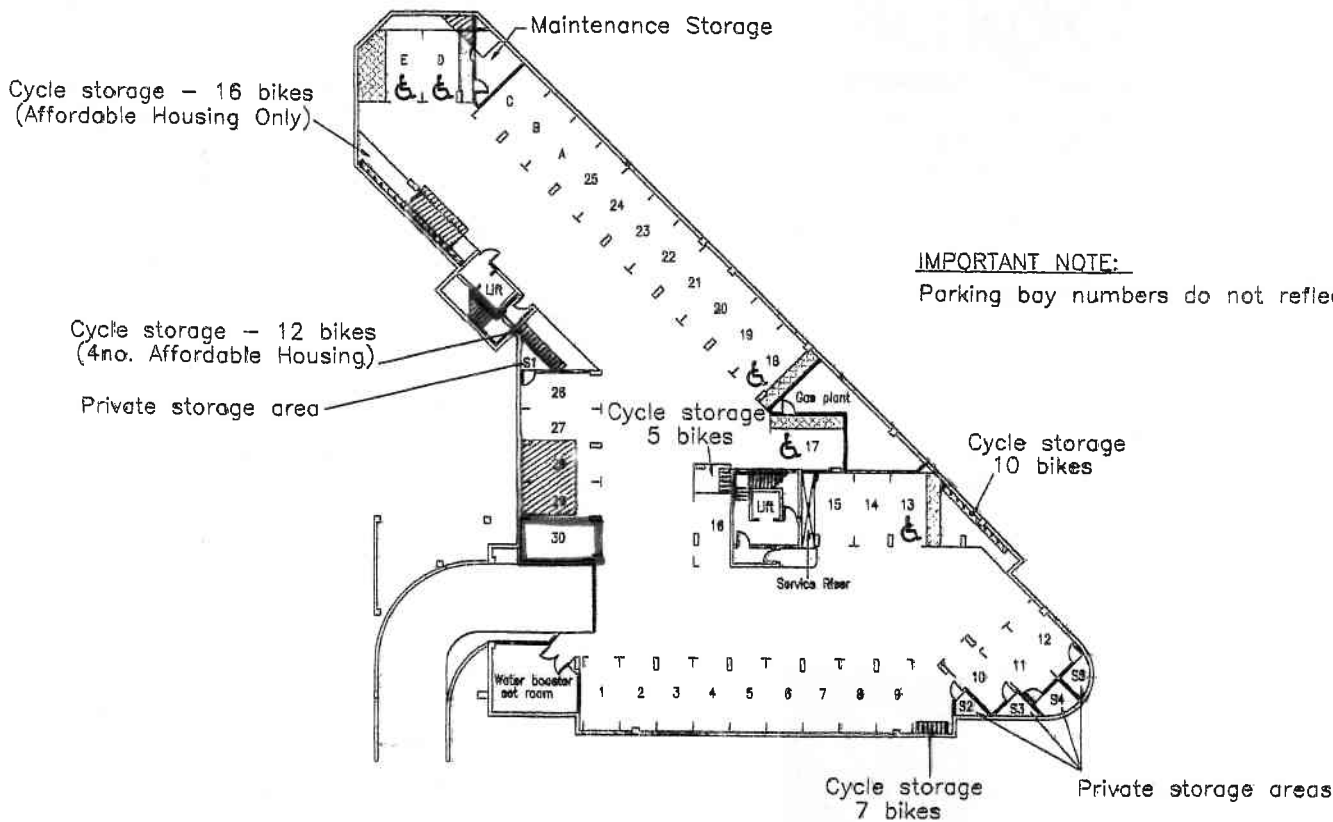 Maintenance Storage
E D
Cycle storage – 16 bikes
(Affordable Housing Only)
C
B
A
25
24
23
22
21
20
19
18
IMPORTANT NOTE:
Parking bay numbers do not reflec
Lift
Cycle storage – 12 bikes
(4no. Affordable Housing)
S1
Private storage area
26
27
28
29
30
Gas plant
17
Cycle storage
5 bikes
Cycle storage
10 bikes
Lift
16
15 14 13
Service Riser
12
11
10
Water booster
set room
1 2 3 4 5 6 7 8 9
S2 S3 S4 S5
Cycle storage
7 bikes
Private storage areas